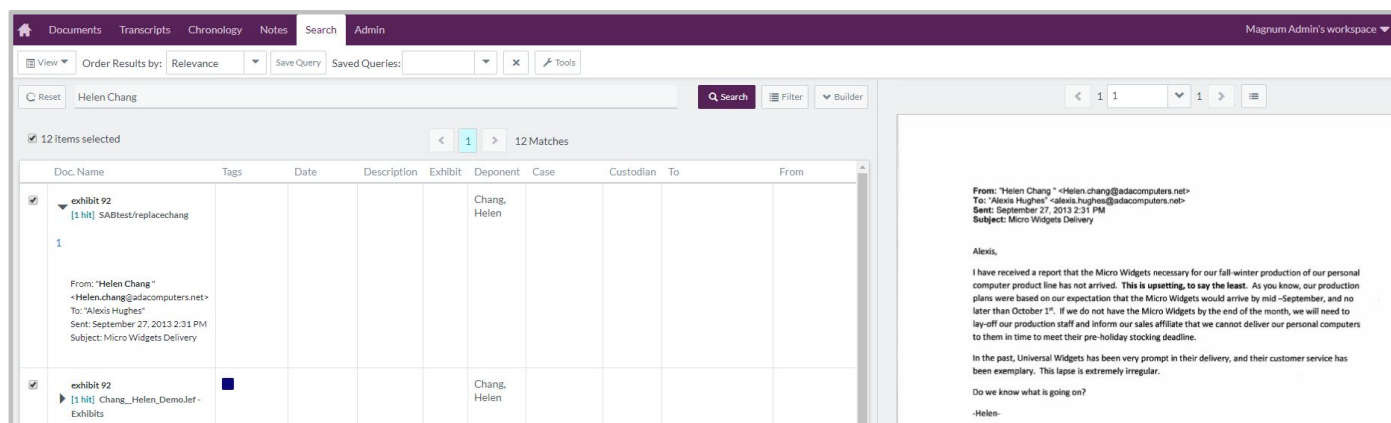 Documents Transcripts Chronology Notes Search Admin Magnum Admin's workspace
View Order Results by: Relevance Save Query Saved Queries: Tools
Reset Helen Chang Search Filter Builder
1 1 1
12 items selected 1 12 Matches
Doc. Name Tags Date Description Exhibit Deponent Case Custodian To From
exhibit 92 Chang,
[1 hit] SABtest/replacechang Helen
1
From: "Helen Chang "
<Helen.chang@adacomputers.net>
To: "Alexis Hughes"
Sent: September 27, 2013 2:31 PM
Subject: Micro Widgets Delivery
exhibit 92 Chang,
[1 hit] Chang__Helen_Demo.lef - Helen
Exhibits
From: "Helen Chang " <Helen.chang@adacomputers.net>
To: "Alexis Hughes" <alexis.hughes@adacomputers.net>
Sent: September 27, 2013 2:31 PM
Subject: Micro Widgets Delivery
Alexis,
I have received a report that the Micro Widgets necessary for our fall-winter production of our personal
computer product line has not arrived. This is upsetting, to say the least. As you know, our production
plans were based on our expectation that the Micro Widgets would arrive by mid –September, and no
later than October 1st. If we do not have the Micro Widgets by the end of the month, we will need to
lay-off our production staff and inform our sales affiliate that we cannot deliver our personal computers
to them in time to meet their pre-holiday stocking deadline.
In the past, Universal Widgets has been very prompt in their delivery, and their customer service has
been exemplary. This lapse is extremely irregular.
Do we know what is going on?
-Helen-